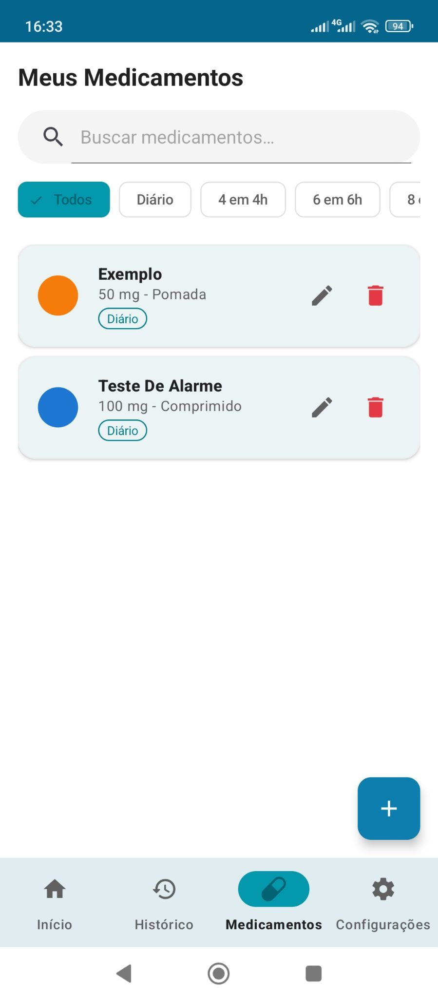 16:33
4G
94
Meus Medicamentos
Buscar medicamentos...
Todos
Diário
4 em 4h
6 em 6h
8
Exemplo
50 mg - Pomada
Diário
Teste De Alarme
100 mg - Comprimido
Diário
Início
Histórico
Medicamentos
Configurações